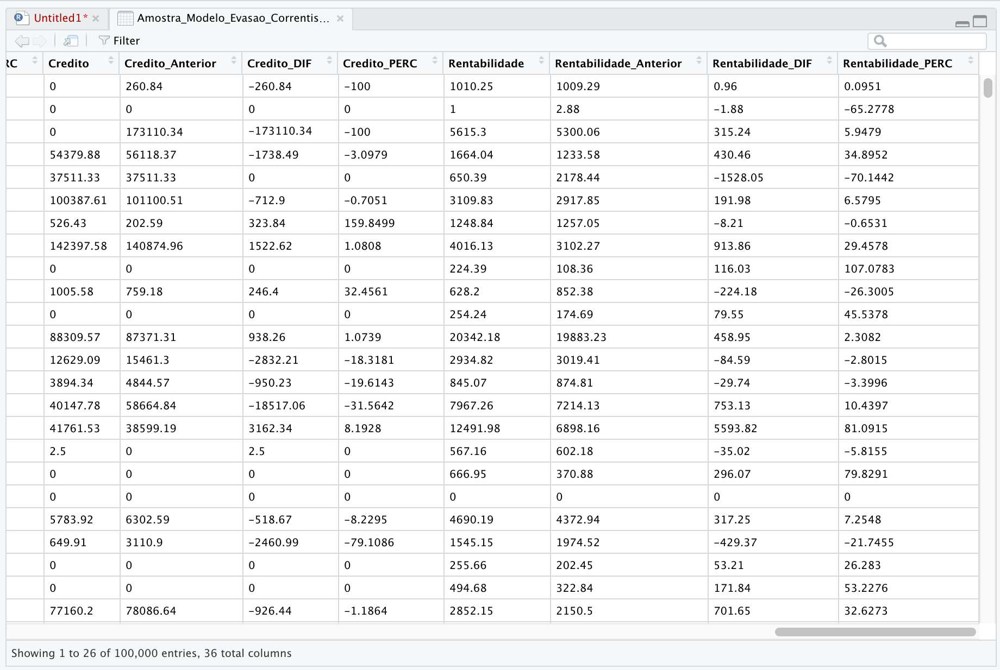 Untitled1*
Amostra_Modelo_Evasao_Correntis...
Filter
RC Credito Credito_Anterior Credito_DIF Credito_PERC Rentabilidade Rentabilidade_Anterior Rentabilidade_DIF Rentabilidade_PERC
0 260.84 -260.84 -100 1010.25 1009.29 0.96 0.0951
0 0 0 0 1 2.88 -1.88 -65.2778
0 173110.34 -173110.34 -100 5615.3 5300.06 315.24 5.9479
54379.88 56118.37 -1738.49 -3.0979 1664.04 1233.58 430.46 34.8952
37511.33 37511.33 0 0 650.39 2178.44 -1528.05 -70.1442
100387.61 101100.51 -712.9 -0.7051 3109.83 2917.85 191.98 6.5795
526.43 202.59 323.84 159.8499 1248.84 1257.05 -8.21 -0.6531
142397.58 140874.96 1522.62 1.0808 4016.13 3102.27 913.86 29.4578
0 0 0 0 224.39 108.36 116.03 107.0783
1005.58 759.18 246.4 32.4561 628.2 852.38 -224.18 -26.3005
0 0 0 0 254.24 174.69 79.55 45.5378
88309.57 87371.31 938.26 1.0739 20342.18 19883.23 458.95 2.3082
12629.09 15461.3 -2832.21 -18.3181 2934.82 3019.41 -84.59 -2.8015
3894.34 4844.57 -950.23 -19.6143 845.07 874.81 -29.74 -3.3996
40147.78 58664.84 -18517.06 -31.5642 7967.26 7214.13 753.13 10.4397
41761.53 38599.19 3162.34 8.1928 12491.98 6898.16 5593.82 81.0915
2.5 0 2.5 0 567.16 602.18 -35.02 -5.8155
0 0 0 0 666.95 370.88 296.07 79.8291
0 0 0 0 0 0 0 0
5783.92 6302.59 -518.67 -8.2295 4690.19 4372.94 317.25 7.2548
649.91 3110.9 -2460.99 -79.1086 1545.15 1974.52 -429.37 -21.7455
0 0 0 0 255.66 202.45 53.21 26.283
0 0 0 0 494.68 322.84 171.84 53.2276
77160.2 78086.64 -926.44 -1.1864 2852.15 2150.5 701.65 32.6273
Showing 1 to 26 of 100,000 entries, 36 total columns